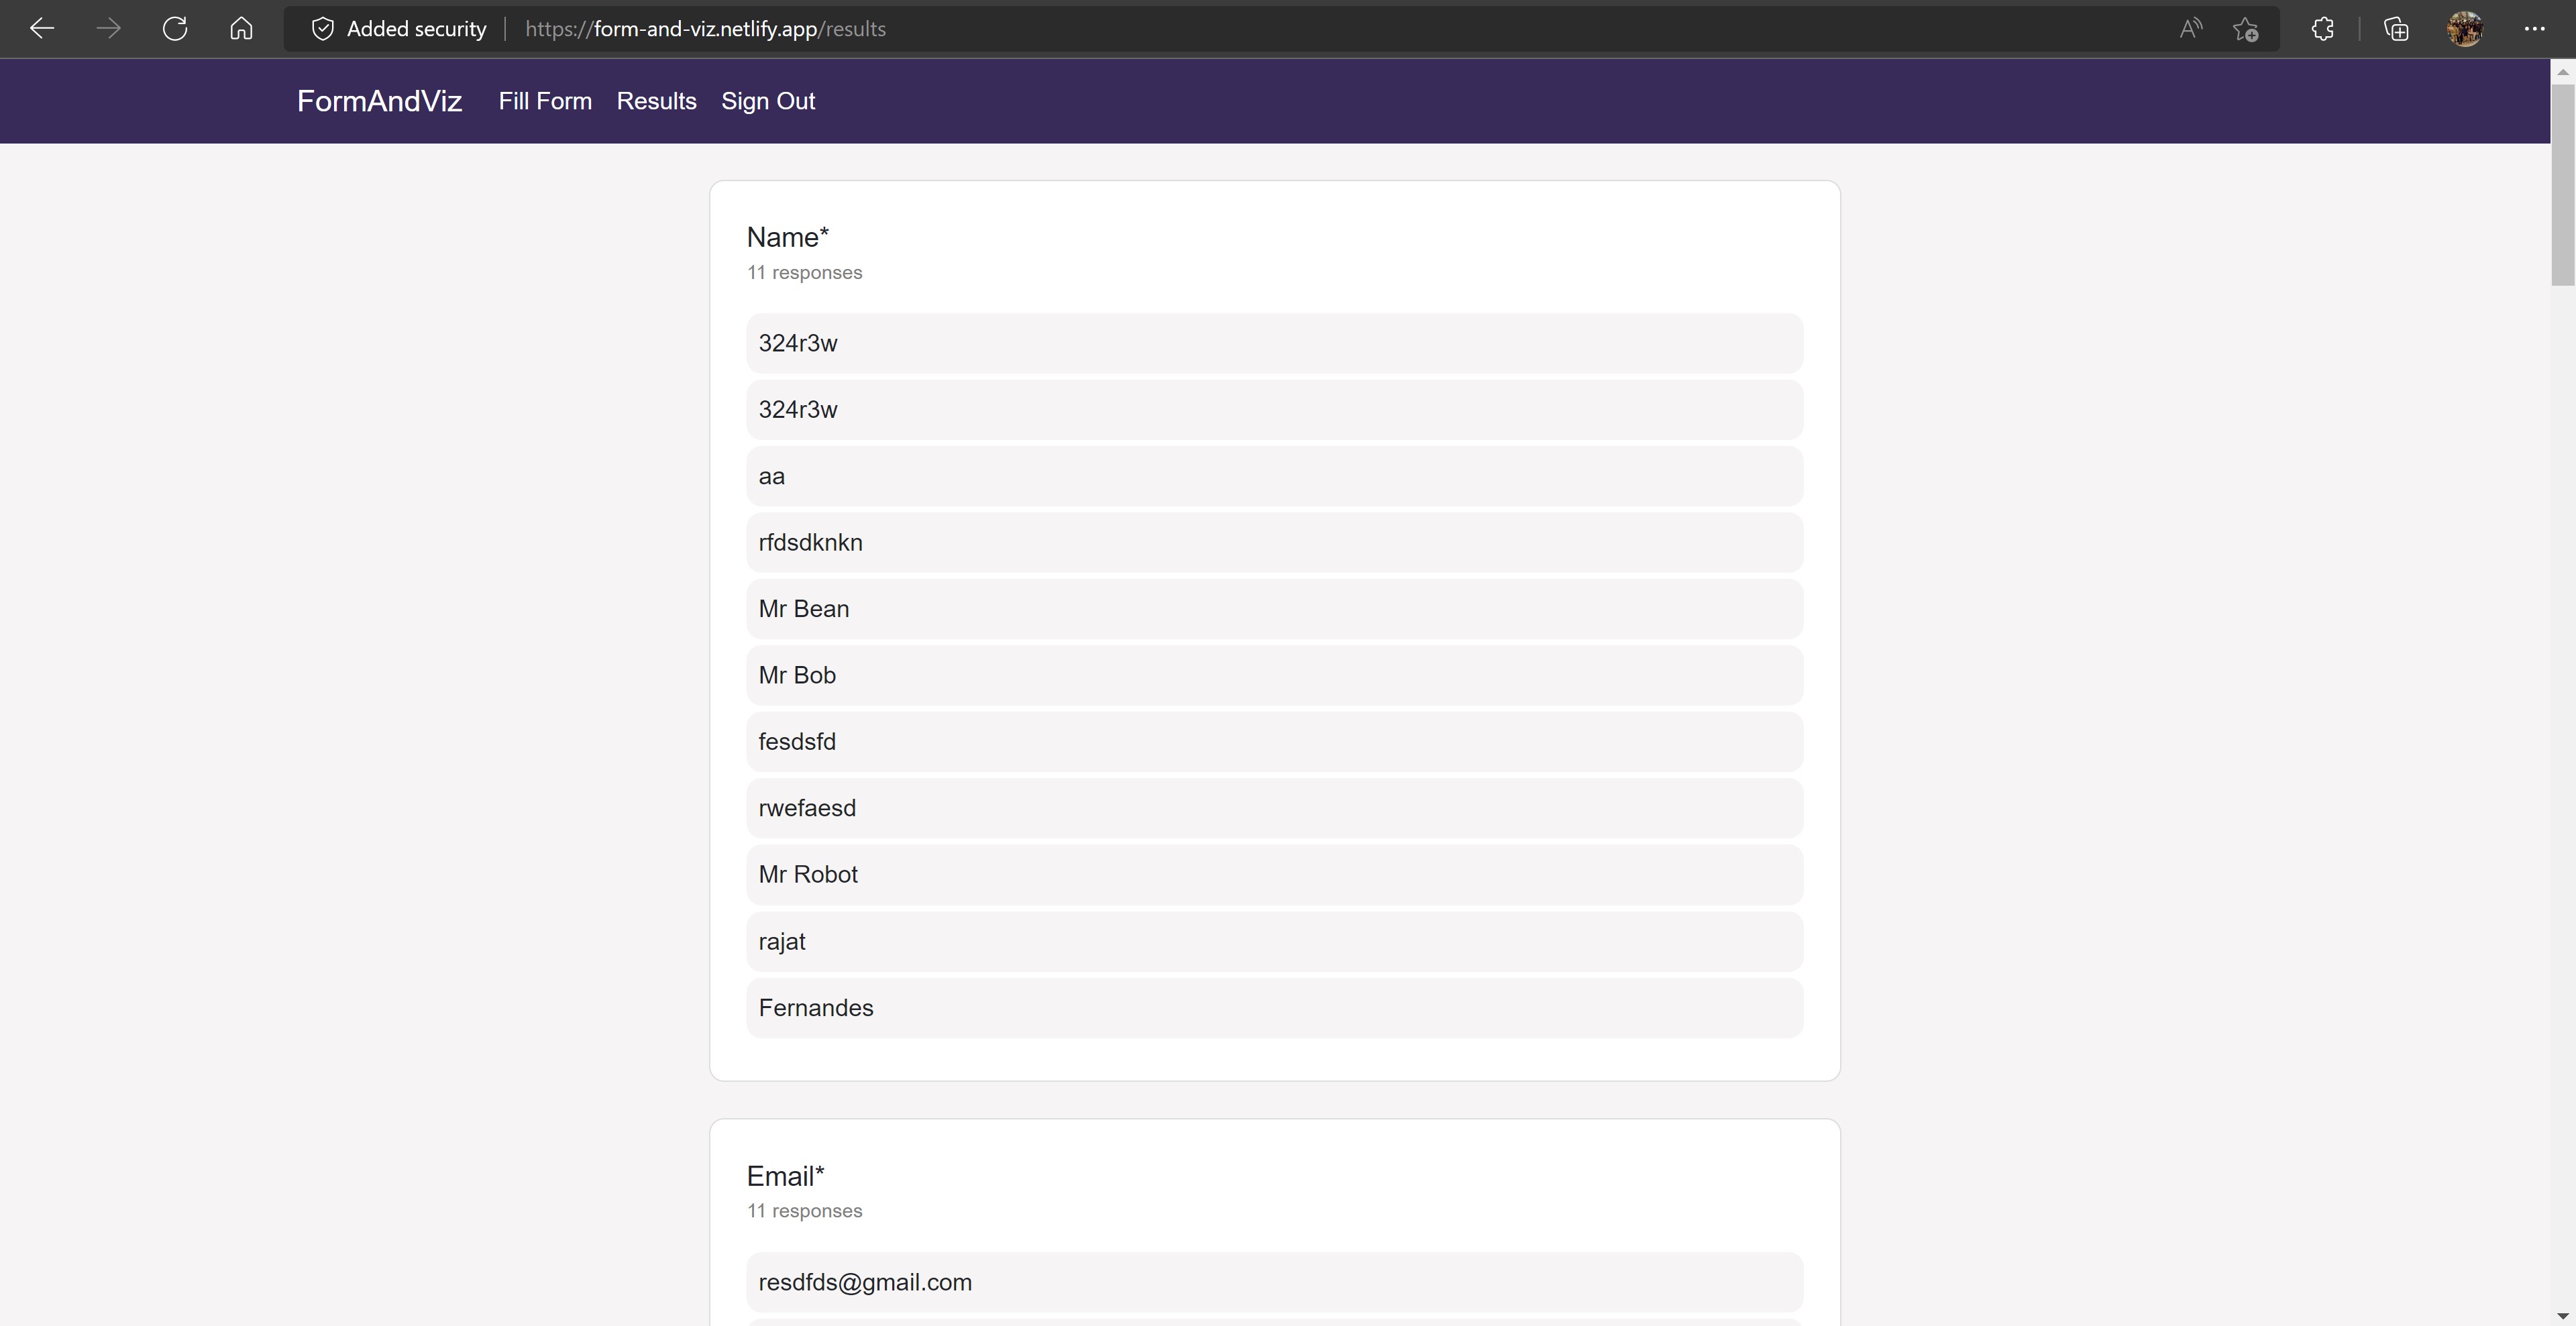 Added security https://form-and-viz.netlify.app/results
FormAndViz Fill Form Results Sign Out
Name*
11 responses
324r3w
324r3w
aa
rfdsdknkn
Mr Bean
Mr Bob
fesdsfd
rwefaesd
Mr Robot
rajat
Fernandes
Email*
11 responses
resdfds@gmail.com